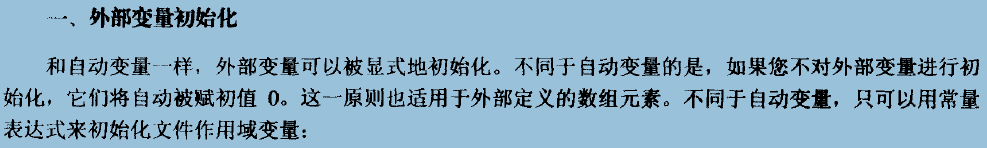 一、外部变量初始化
和自动变量一样，外部变量可以被显式地初始化。不同于自动变量的是，如果您不对外部变量进行初
始化，它们将自动被赋初值 0。这一原则也适用于外部定义的数组元素。不同于自动变量，只可以用常量
表达式来初始化文件作用域变量：